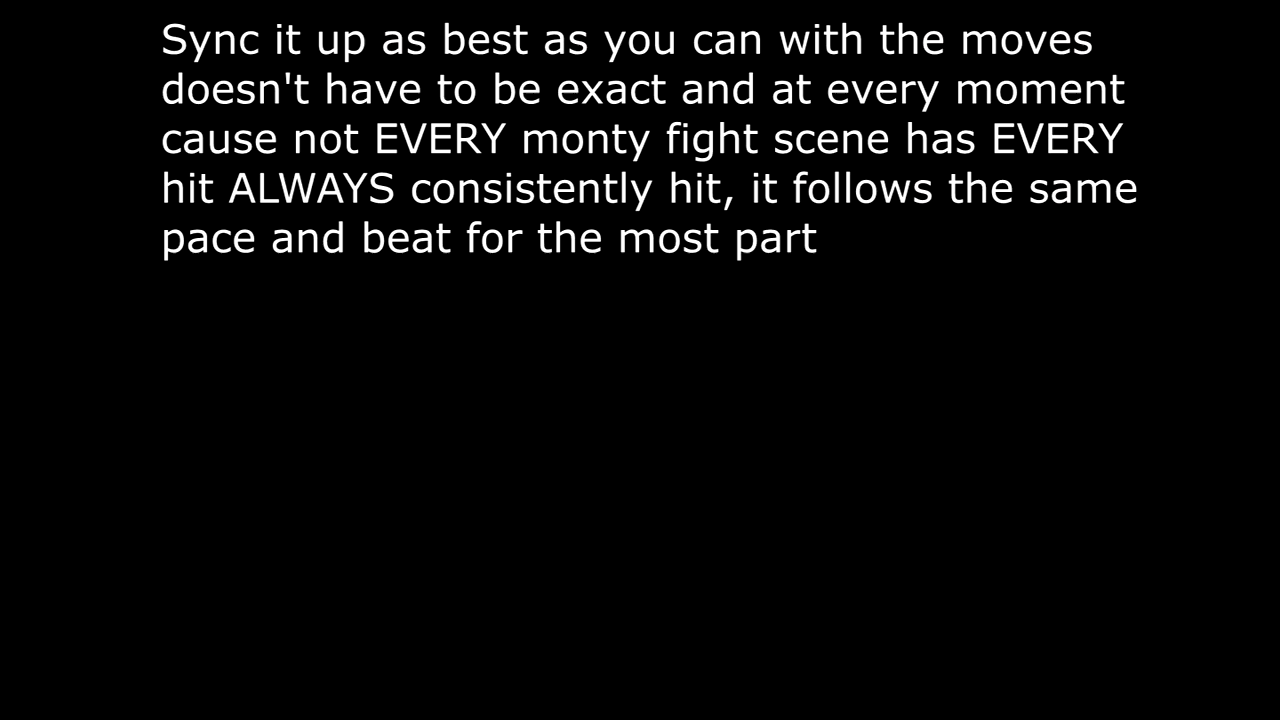 Sync it up as best as you can with the moves
doesn't have to be exact and at every moment
cause not EVERY monty fight scene has EVERY
hit ALWAYS consistently hit, it follows the same
pace and beat for the most part